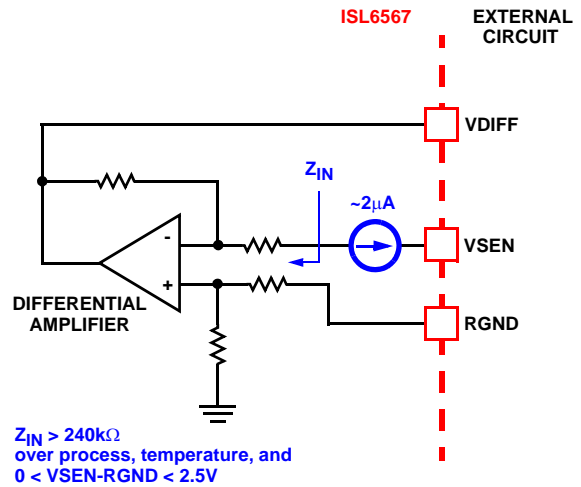 ISL6567
EXTERNAL
CIRCUIT
VDIFF
ZIN
~2μA
-
VSEN
+
DIFFERENTIAL
AMPLIFIER
RGND
ZIN > 240kΩ
over process, temperature, and
0 < VSEN-RGND < 2.5V